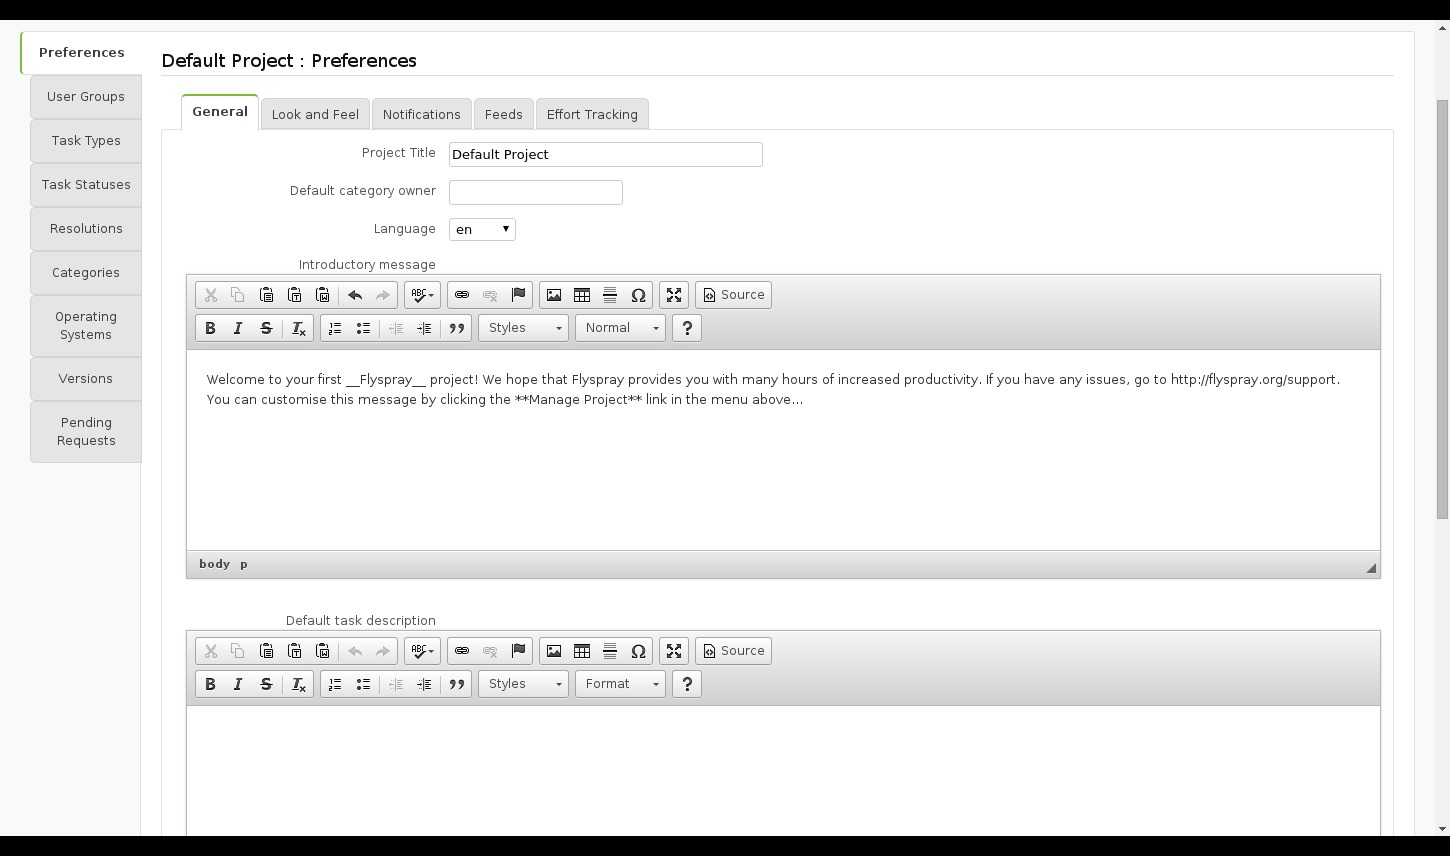 Preferences
User Groups
Task Types
Task Statuses
Resolutions
Categories
Operating
Systems
Versions
Pending
Requests
Default Project : Preferences
General Look and Feel Notifications Feeds Effort Tracking
Project Title Default Project
Default category owner
Language en
Introductory message
ABC Ω Source
B I S Tx Styles Normal ?
Welcome to your first __Flyspray__ project! We hope that Flyspray provides you with many hours of increased productivity. If you have any issues, go to http://flyspray.org/support.
You can customise this message by clicking the **Manage Project** link in the menu above...
body p
Default task description
ABC Ω Source
B I S Tx Styles Format ?